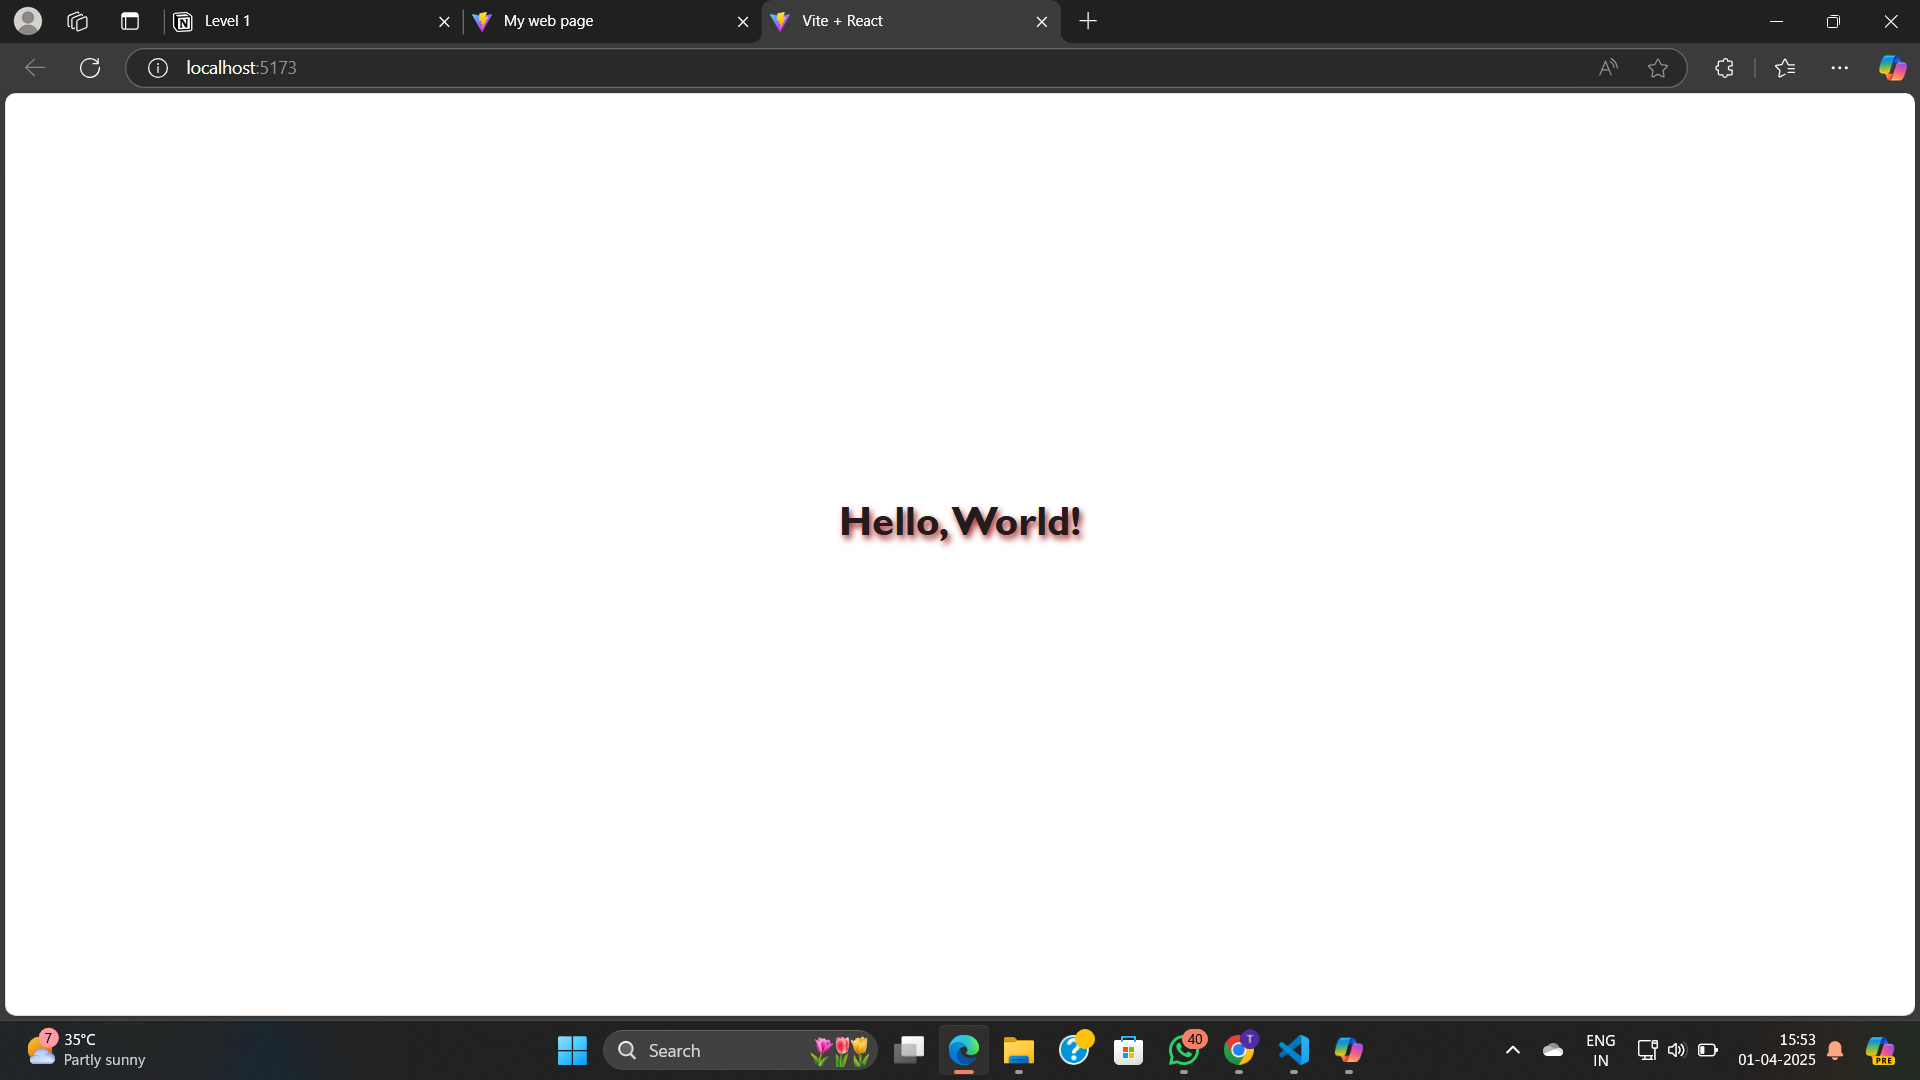 Level 1
My web page
Vite + React
localhost:5173
Hello, World!
7
35°C
Partly sunny
Search
40
T
ENG
IN
15:53
01-04-2025
PRE